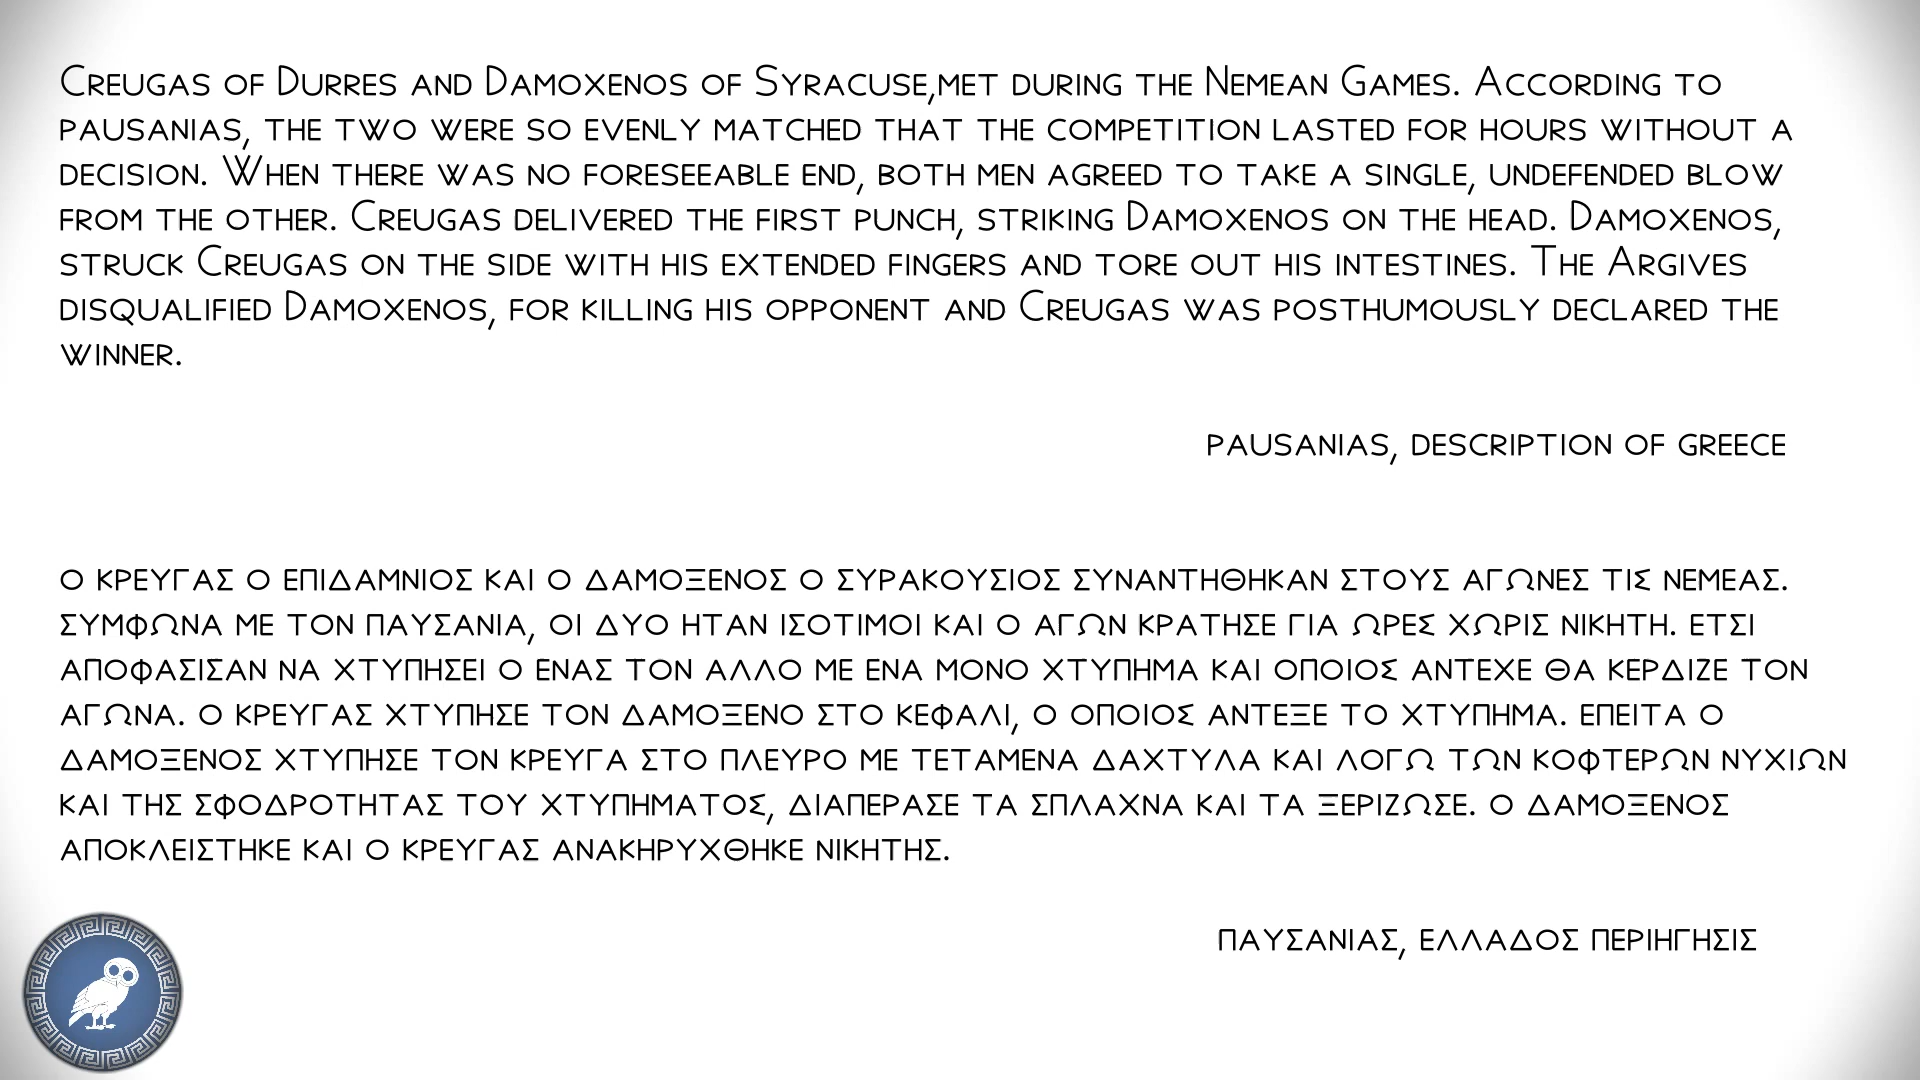 Creugas of Durres and Damoxenos of Syracuse,met during the Nemean Games. According to
pausanias, the two were so evenly matched that the competition lasted for hours without a
decision. When there was no foreseeable end, both men agreed to take a single, undefended blow
from the other. Creugas delivered the first punch, striking Damoxenos on the head. Damoxenos,
struck Creugas on the side with his extended fingers and tore out his intestines. The Argives
disqualified Damoxenos, for killing his opponent and Creugas was posthumously declared the
winner.
pausanias, description of greece
Ο ΚΡΕΥΓΑΣ Ο ΕΠΙΔΑΜΝΙΟΣ ΚΑΙ Ο ΔΑΜΟΞΕΝΟΣ Ο ΣΥΡΑΚΟΥΣΙΟΣ ΣΥΝΑΝΤΗΘΗΚΑΝ ΣΤΟΥΣ ΑΓΩΝΕΣ ΤΙς ΝΕΜΕΑΣ.
ΣΥΜΦΩΝΑ ΜΕ ΤΟΝ ΠΑΥΣΑΝΙΑ, ΟΙ ΔΥΟ ΗΤΑΝ ΙΣΟΤΙΜΟΙ ΚΑΙ Ο ΑΓΩΝ ΚΡΑΤΗΣΕ ΓΙΑ ΩΡΕς ΧΩΡΙΣ ΝΙΚΗΤΗ. ΕΤΣΙ
ΑΠΟΦΑΣΙΣΑΝ ΝΑ ΧΤΥΠΗΣΕΙ Ο ΕΝΑΣ ΤΟΝ ΑΛΛΟ ΜΕ ΕΝΑ ΜΟΝΟ ΧΤΥΠΗΜΑ ΚΑΙ ΟΠΟΙΟς ΑΝΤΕΧΕ ΘΑ ΚΕΡΔΙΖΕ ΤΟΝ
ΑΓΩΝΑ. Ο ΚΡΕΥΓΑΣ ΧΤΥΠΗΣΕ ΤΟΝ ΔΑΜΟΞΕΝΟ ΣΤΟ ΚΕΦΑΛΙ, Ο ΟΠΟΙΟς ΑΝΤΕΞΕ ΤΟ ΧΤΥΠΗΜΑ. ΕΠΕΙΤΑ Ο
ΔΑΜΟΞΕΝΟΣ ΧΤΥΠΗΣΕ ΤΟΝ ΚΡΕΥΓΑ ΣΤΟ ΠΛΕΥΡΟ ΜΕ ΤΕΤΑΜΕΝΑ ΔΑΧΤΥΛΑ ΚΑΙ ΛΟΓΩ ΤΩΝ ΚΟΦΤΕΡΩΝ ΝΥΧΙΩΝ
ΚΑΙ ΤΗΣ ΣΦΟΔΡΟΤΗΤΑΣ ΤΟΥ ΧΤΥΠΗΜΑΤΟς, ΔΙΑΠΕΡΑΣΕ ΤΑ ΣΠΛΑΧΝΑ ΚΑΙ ΤΑ ΞΕΡΙΖΩΣΕ. Ο ΔΑΜΟΞΕΝΟΣ
ΑΠΟΚΛΕΙΣΤΗΚΕ ΚΑΙ Ο ΚΡΕΥΓΑΣ ΑΝΑΚΗΡΥΧΘΗΚΕ ΝΙΚΗΤΗΣ.
ΠΑΥΣΑΝΙΑΣ, ΕΛΛΑΔΟΣ ΠΕΡΙΗΓΗΣΙΣ